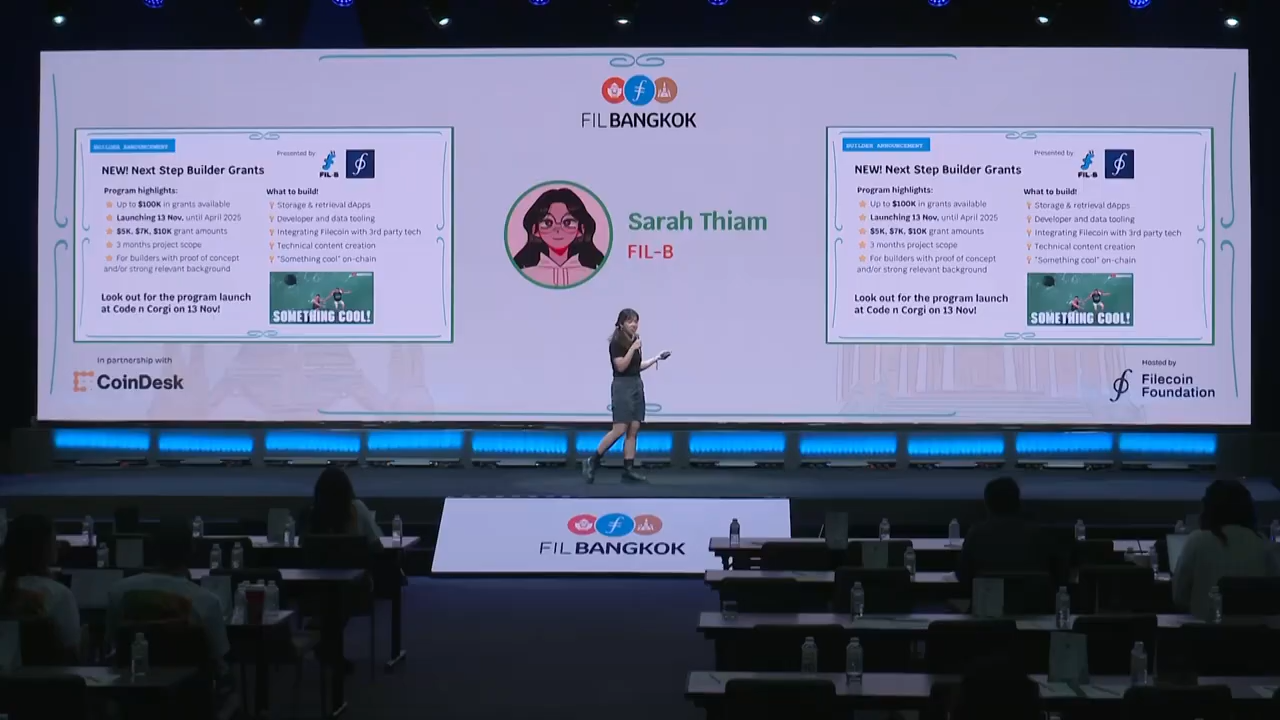 FILBANGKOK
BUILDER ANNOUNCEMENT
Presented by
FIL-B
NEW! Next Step Builder Grants
Program highlights:
Up to $100K in grants available
Launching 13 Nov, until April 2025
$5K, $7K, $10K grant amounts
3 months project scope
For builders with proof of concept
and/or strong relevant background
Look out for the program launch
at Code n Corgi on 13 Nov!
What to build!
Storage & retrieval dApps
Developer and data tooling
Integrating Filecoin with 3rd party tech
Technical content creation
"Something cool" on-chain
SOMETHING COOL!
Sarah Thiam
FIL-B
BUILDER ANNOUNCEMENT
Presented by
FIL-B
NEW! Next Step Builder Grants
Program highlights:
Up to $100K in grants available
Launching 13 Nov, until April 2025
$5K, $7K, $10K grant amounts
3 months project scope
For builders with proof of concept
and/or strong relevant background
Look out for the program launch
at Code n Corgi on 13 Nov!
What to build!
Storage & retrieval dApps
Developer and data tooling
Integrating Filecoin with 3rd party tech
Technical content creation
"Something cool" on-chain
SOMETHING COOL!
In partnership with
CoinDesk
Hosted by
Filecoin
Foundation
FILBANGKOK